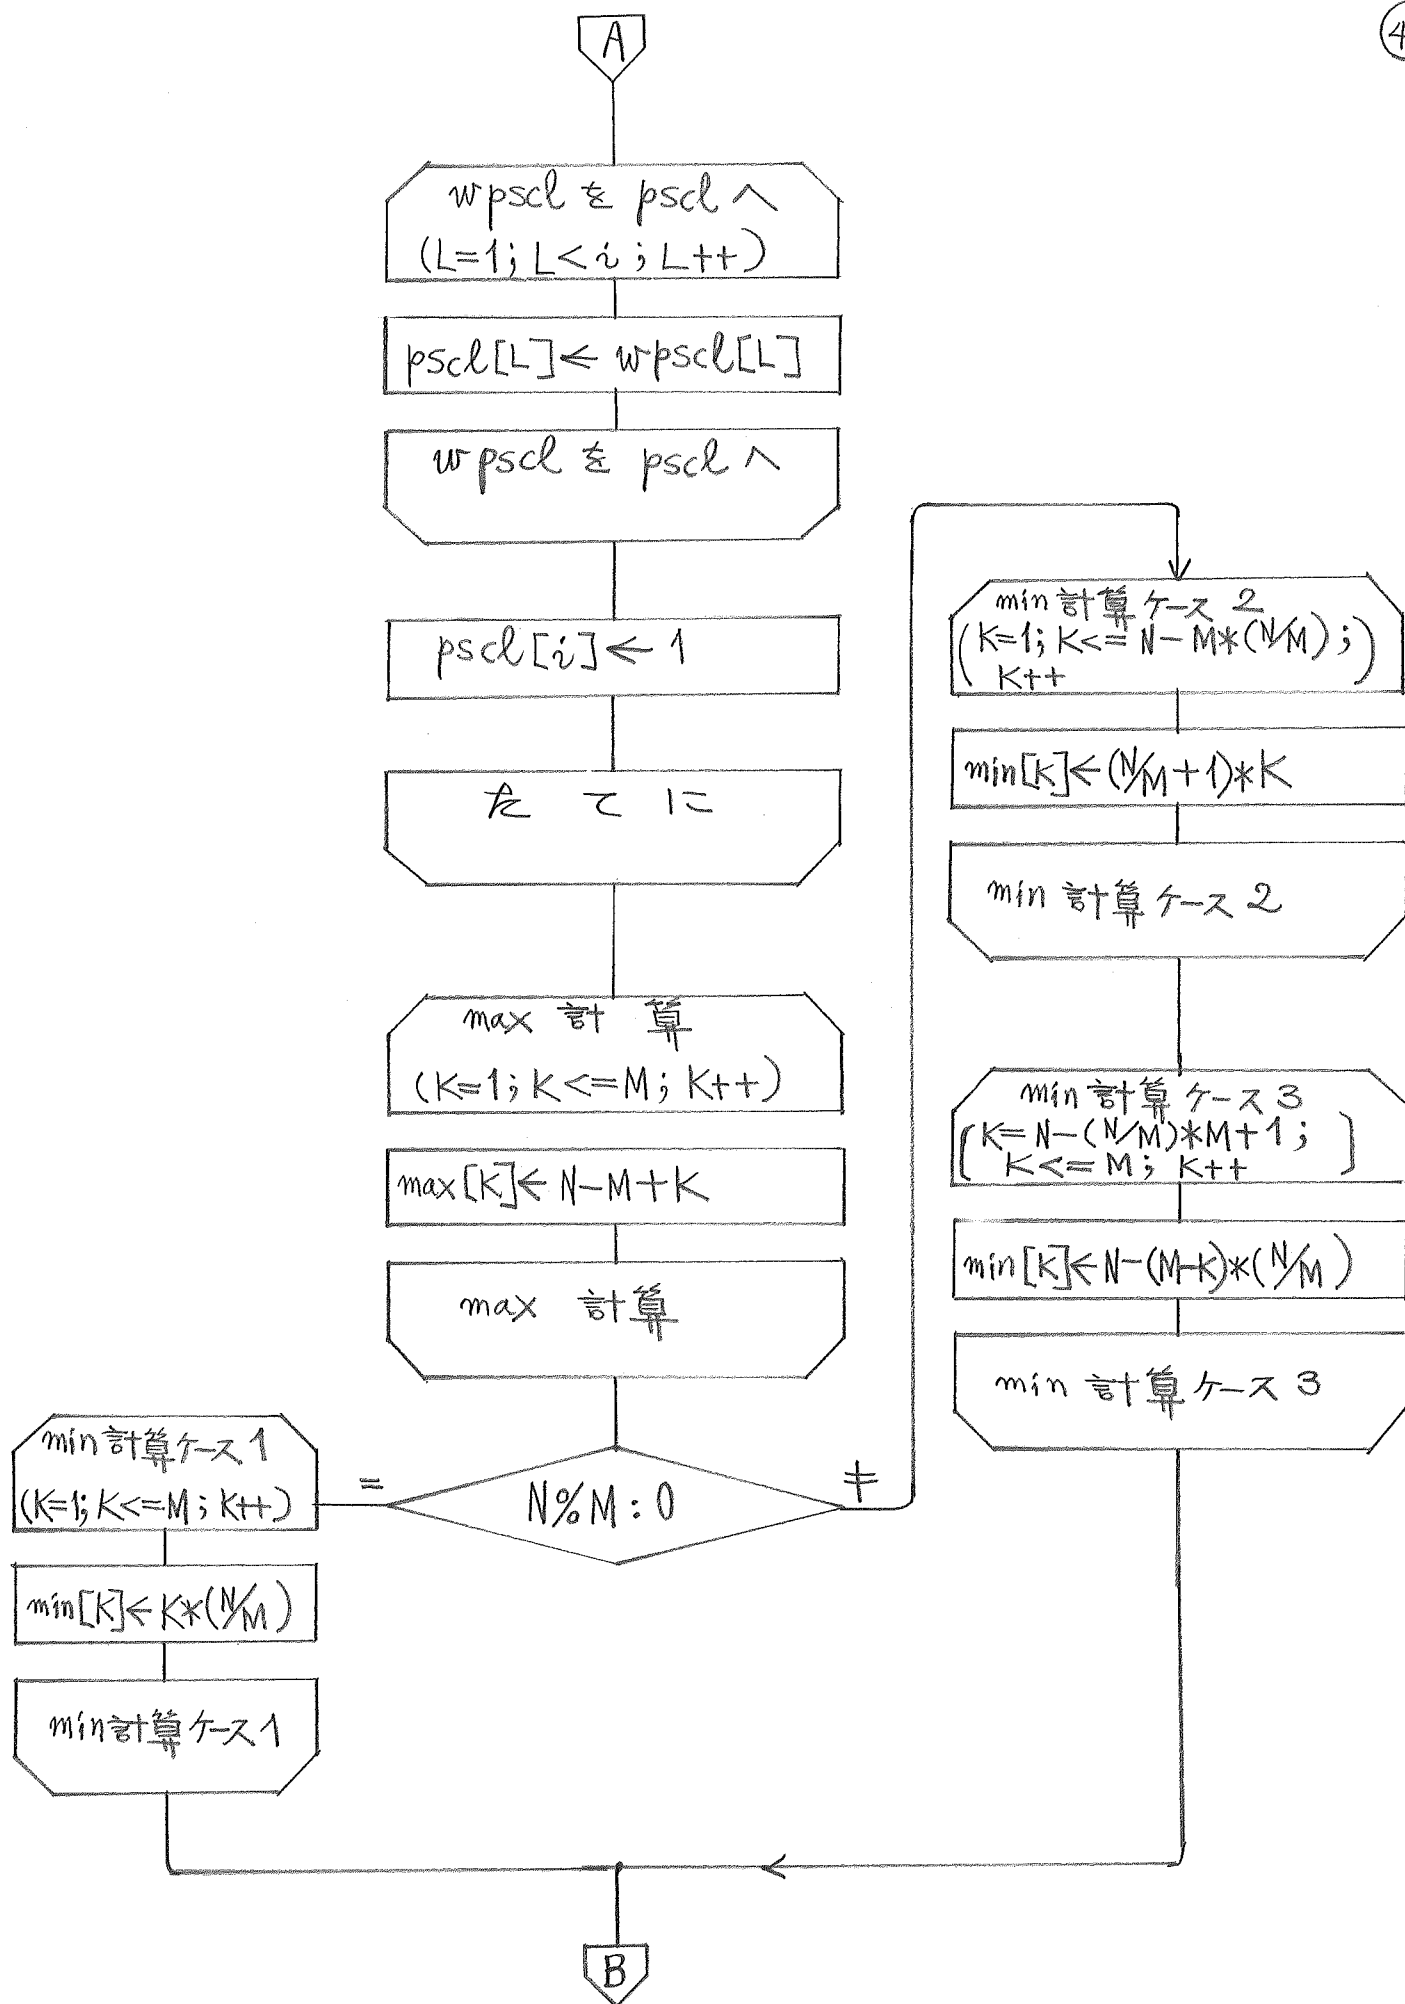 ④
A
wpscl を pscl へ
(L=1; L<i; L++)
pscl[L]← wpscl[L]
wpscl を pscl へ
pscl[i]← 1
たてに
max 計算
(K=1; K<=M; K++)
max[K]← N-M+K
max 計算
N%M : 0
=
≠
min 計算ケース1
(K=1; K<=M; K++)
min[K]← K*(N/M)
min 計算ケース1
min 計算ケース2
(K=1; K<= N-M*(N/M);
K++)
min[K]←(N/M+1)*K
min 計算ケース2
min 計算ケース3
(K=N-(N/M)*M+1;
K<=M; K++)
min[K]←N-(M-K)*(N/M)
min 計算ケース3
B